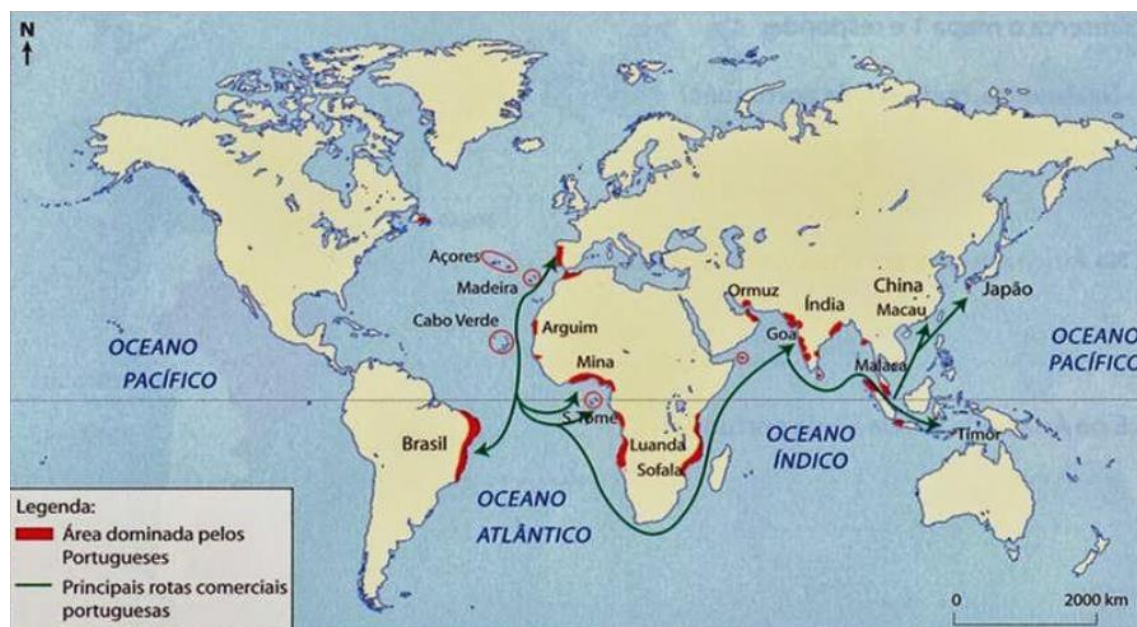 N
Açores
Madeira
Cabo Verde
Arguim
Mina
S. Tomé
Brasil
Luanda
Sofala
Ormuz
Índia
Goa
China
Macau
Japão
Malaca
Timor
OCEANO
PACÍFICO
OCEANO
ATLÂNTICO
OCEANO
ÍNDICO
OCEANO
PACÍFICO
Legenda:
Área dominada pelos
Portugueses
Principais rotas comerciais
portuguesas
0 2000 km